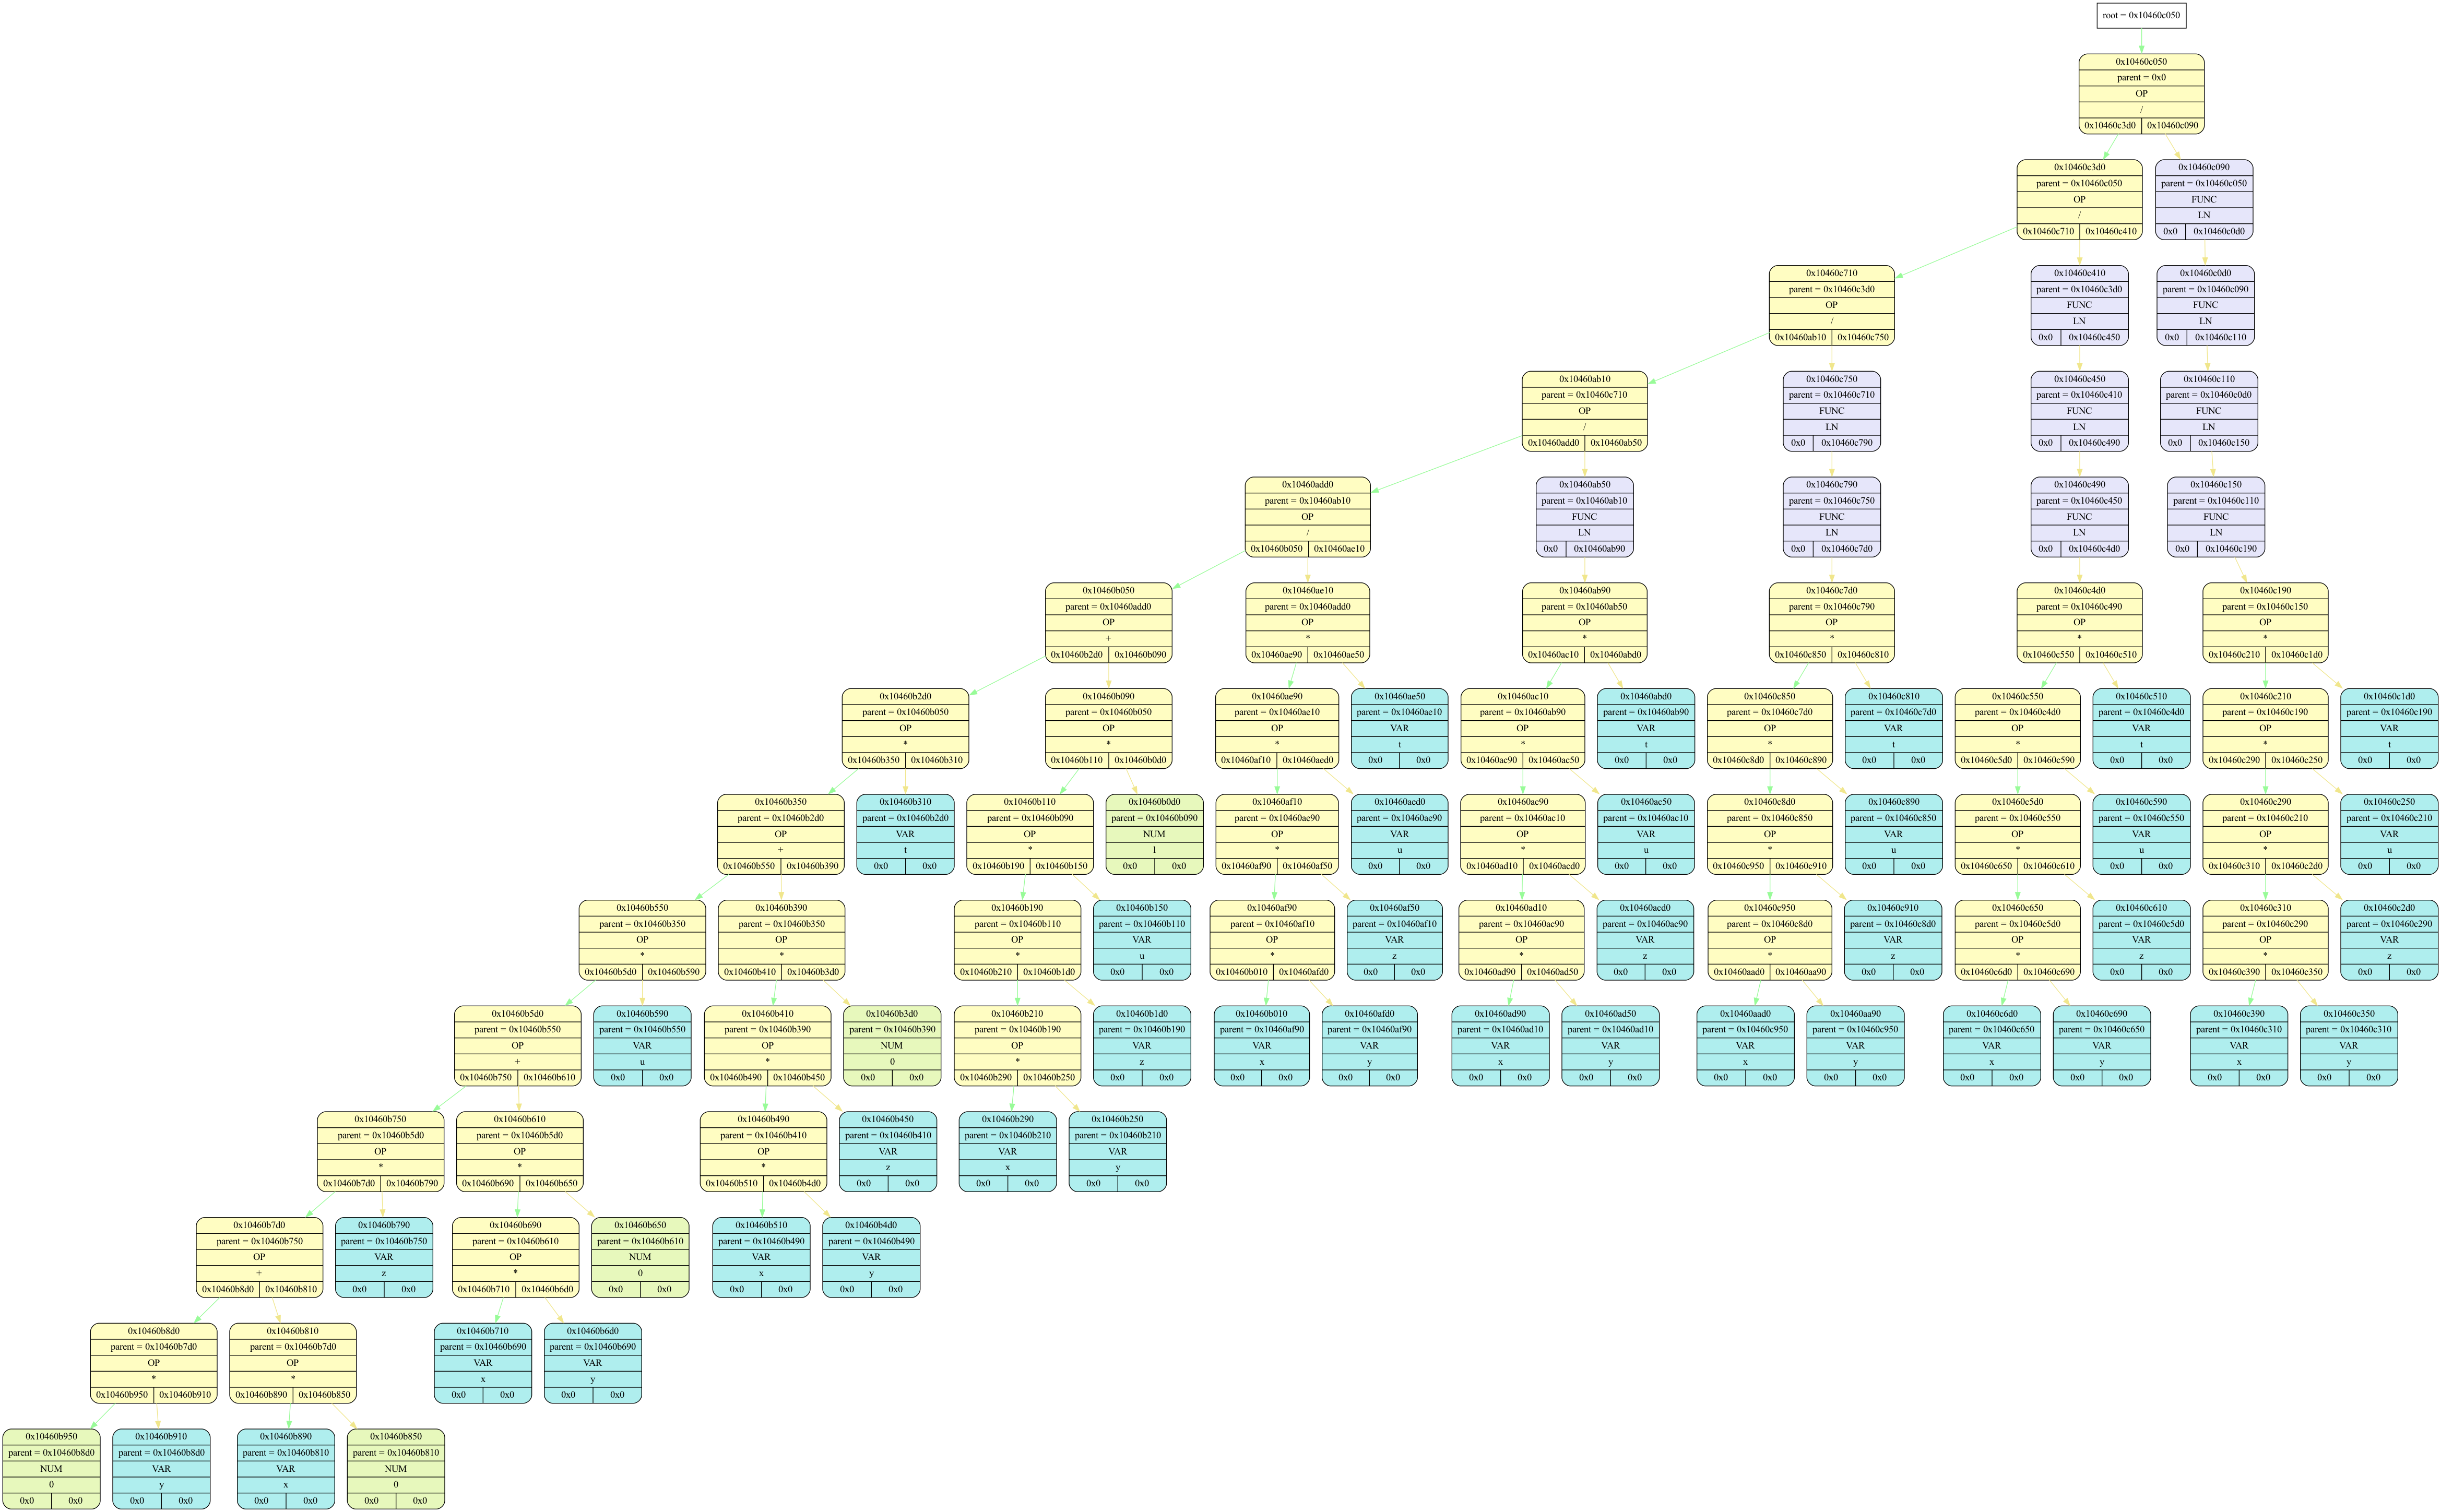 root = 0x10460c050
0x10460c050
parent = 0x0
OP
/
0x10460c3d0 0x10460c090
0x10460c3d0
parent = 0x10460c050
OP
/
0x10460c710 0x10460c410
0x10460c090
parent = 0x10460c050
FUNC
LN
0x0 0x10460c0d0
0x10460c710
parent = 0x10460c3d0
OP
/
0x10460ab10 0x10460c750
0x10460c410
parent = 0x10460c3d0
FUNC
LN
0x0 0x10460c450
0x10460c0d0
parent = 0x10460c090
FUNC
LN
0x0 0x10460c110
0x10460ab10
parent = 0x10460c710
OP
/
0x10460add0 0x10460ab50
0x10460c750
parent = 0x10460c710
FUNC
LN
0x0 0x10460c790
0x10460c450
parent = 0x10460c410
FUNC
LN
0x0 0x10460c490
0x10460c110
parent = 0x10460c0d0
FUNC
LN
0x0 0x10460c150
0x10460add0
parent = 0x10460ab10
OP
/
0x10460b050 0x10460ae10
0x10460ab50
parent = 0x10460ab10
FUNC
LN
0x0 0x10460ab90
0x10460c790
parent = 0x10460c750
FUNC
LN
0x0 0x10460c7d0
0x10460c490
parent = 0x10460c450
FUNC
LN
0x0 0x10460c4d0
0x10460c150
parent = 0x10460c110
FUNC
LN
0x0 0x10460c190
0x10460b050
parent = 0x10460add0
OP
+
0x10460b2d0 0x10460b090
0x10460ae10
parent = 0x10460add0
OP
*
0x10460ae90 0x10460ae50
0x10460ab90
parent = 0x10460ab50
OP
*
0x10460ac10 0x10460abd0
0x10460c7d0
parent = 0x10460c790
OP
*
0x10460c850 0x10460c810
0x10460c4d0
parent = 0x10460c490
OP
*
0x10460c550 0x10460c510
0x10460c190
parent = 0x10460c150
OP
*
0x10460c210 0x10460c1d0
0x10460b2d0
parent = 0x10460b050
OP
*
0x10460b350 0x10460b310
0x10460b090
parent = 0x10460b050
OP
*
0x10460b110 0x10460b0d0
0x10460ae90
parent = 0x10460ae10
OP
*
0x10460af10 0x10460aed0
0x10460ae50
parent = 0x10460ae10
VAR
t
0x0 0x0
0x10460ac10
parent = 0x10460ab90
OP
*
0x10460ac90 0x10460ac50
0x10460abd0
parent = 0x10460ab90
VAR
t
0x0 0x0
0x10460c850
parent = 0x10460c7d0
OP
*
0x10460c8d0 0x10460c890
0x10460c810
parent = 0x10460c7d0
VAR
t
0x0 0x0
0x10460c550
parent = 0x10460c4d0
OP
*
0x10460c5d0 0x10460c590
0x10460c510
parent = 0x10460c4d0
VAR
t
0x0 0x0
0x10460c210
parent = 0x10460c190
OP
*
0x10460c290 0x10460c250
0x10460c1d0
parent = 0x10460c190
VAR
t
0x0 0x0
0x10460b350
parent = 0x10460b2d0
OP
+
0x10460b550 0x10460b390
0x10460b310
parent = 0x10460b2d0
VAR
t
0x0 0x0
0x10460b110
parent = 0x10460b090
OP
*
0x10460b190 0x10460b150
0x10460b0d0
parent = 0x10460b090
NUM
1
0x0 0x0
0x10460af10
parent = 0x10460ae90
OP
*
0x10460af90 0x10460af50
0x10460aed0
parent = 0x10460ae90
VAR
u
0x0 0x0
0x10460ac90
parent = 0x10460ac10
OP
*
0x10460ad10 0x10460acd0
0x10460ac50
parent = 0x10460ac10
VAR
u
0x0 0x0
0x10460c8d0
parent = 0x10460c850
OP
*
0x10460c950 0x10460c910
0x10460c890
parent = 0x10460c850
VAR
u
0x0 0x0
0x10460c5d0
parent = 0x10460c550
OP
*
0x10460c650 0x10460c610
0x10460c590
parent = 0x10460c550
VAR
u
0x0 0x0
0x10460c290
parent = 0x10460c210
OP
*
0x10460c310 0x10460c2d0
0x10460c250
parent = 0x10460c210
VAR
u
0x0 0x0
0x10460b550
parent = 0x10460b350
OP
*
0x10460b5d0 0x10460b590
0x10460b390
parent = 0x10460b350
OP
*
0x10460b410 0x10460b3d0
0x10460b190
parent = 0x10460b110
OP
*
0x10460b210 0x10460b1d0
0x10460b150
parent = 0x10460b110
VAR
u
0x0 0x0
0x10460af90
parent = 0x10460af10
OP
*
0x10460b010 0x10460afd0
0x10460af50
parent = 0x10460af10
VAR
z
0x0 0x0
0x10460ad10
parent = 0x10460ac90
OP
*
0x10460ad90 0x10460ad50
0x10460acd0
parent = 0x10460ac90
VAR
z
0x0 0x0
0x10460c950
parent = 0x10460c8d0
OP
*
0x10460aad0 0x10460aa90
0x10460c910
parent = 0x10460c8d0
VAR
z
0x0 0x0
0x10460c650
parent = 0x10460c5d0
OP
*
0x10460c6d0 0x10460c690
0x10460c610
parent = 0x10460c5d0
VAR
z
0x0 0x0
0x10460c310
parent = 0x10460c290
OP
*
0x10460c390 0x10460c350
0x10460c2d0
parent = 0x10460c290
VAR
z
0x0 0x0
0x10460b5d0
parent = 0x10460b550
OP
+
0x10460b750 0x10460b610
0x10460b590
parent = 0x10460b550
VAR
u
0x0 0x0
0x10460b410
parent = 0x10460b390
OP
*
0x10460b490 0x10460b450
0x10460b3d0
parent = 0x10460b390
NUM
0
0x0 0x0
0x10460b210
parent = 0x10460b190
OP
*
0x10460b290 0x10460b250
0x10460b1d0
parent = 0x10460b190
VAR
z
0x0 0x0
0x10460b010
parent = 0x10460af90
VAR
x
0x0 0x0
0x10460afd0
parent = 0x10460af90
VAR
y
0x0 0x0
0x10460ad90
parent = 0x10460ad10
VAR
x
0x0 0x0
0x10460ad50
parent = 0x10460ad10
VAR
y
0x0 0x0
0x10460aad0
parent = 0x10460c950
VAR
x
0x0 0x0
0x10460aa90
parent = 0x10460c950
VAR
y
0x0 0x0
0x10460c6d0
parent = 0x10460c650
VAR
x
0x0 0x0
0x10460c690
parent = 0x10460c650
VAR
y
0x0 0x0
0x10460c390
parent = 0x10460c310
VAR
x
0x0 0x0
0x10460c350
parent = 0x10460c310
VAR
y
0x0 0x0
0x10460b750
parent = 0x10460b5d0
OP
*
0x10460b7d0 0x10460b790
0x10460b610
parent = 0x10460b5d0
OP
*
0x10460b690 0x10460b650
0x10460b490
parent = 0x10460b410
OP
*
0x10460b510 0x10460b4d0
0x10460b450
parent = 0x10460b410
VAR
z
0x0 0x0
0x10460b290
parent = 0x10460b210
VAR
x
0x0 0x0
0x10460b250
parent = 0x10460b210
VAR
y
0x0 0x0
0x10460b7d0
parent = 0x10460b750
OP
+
0x10460b8d0 0x10460b810
0x10460b790
parent = 0x10460b750
VAR
z
0x0 0x0
0x10460b690
parent = 0x10460b610
OP
*
0x10460b710 0x10460b6d0
0x10460b650
parent = 0x10460b610
NUM
0
0x0 0x0
0x10460b510
parent = 0x10460b490
VAR
x
0x0 0x0
0x10460b4d0
parent = 0x10460b490
VAR
y
0x0 0x0
0x10460b8d0
parent = 0x10460b7d0
OP
*
0x10460b950 0x10460b910
0x10460b810
parent = 0x10460b7d0
OP
*
0x10460b890 0x10460b850
0x10460b710
parent = 0x10460b690
VAR
x
0x0 0x0
0x10460b6d0
parent = 0x10460b690
VAR
y
0x0 0x0
0x10460b950
parent = 0x10460b8d0
NUM
0
0x0 0x0
0x10460b910
parent = 0x10460b8d0
VAR
y
0x0 0x0
0x10460b890
parent = 0x10460b810
VAR
x
0x0 0x0
0x10460b850
parent = 0x10460b810
NUM
0
0x0 0x0